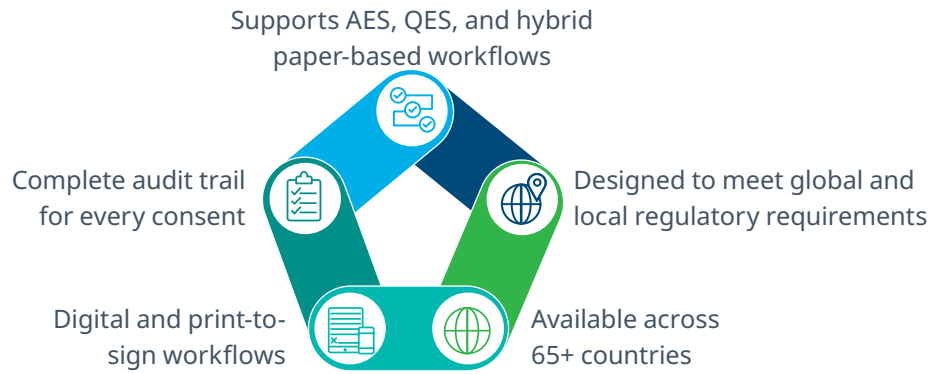 Supports AES, QES, and hybrid
paper-based workflows
Complete audit trail
for every consent
Designed to meet global and
local regulatory requirements
Digital and print-to-
sign workflows
Available across
65+ countries